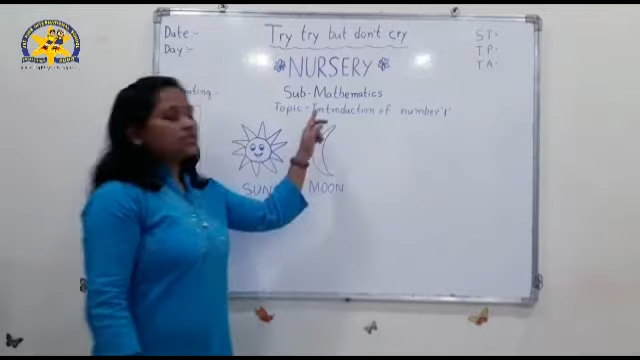 Date:-
Day:-
Try try but don't cry
ST-
TP-
TA-
NURSERY
Sub-Mathematics
Topic-Introduction of number '1'
SUN
MOON